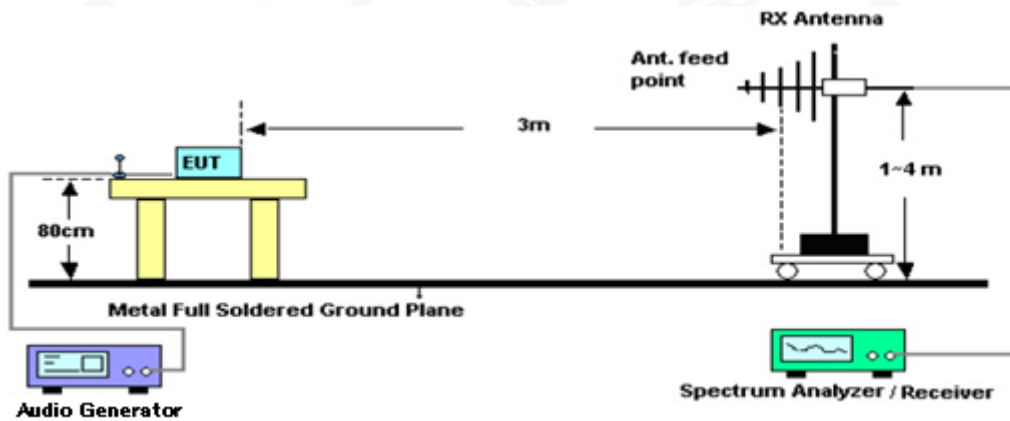 RX Antenna
Ant. feed
point
3m
EUT
1~4 m
80cm
Metal Full Soldered Ground Plane
Audio Generator
Spectrum Analyzer / Receiver